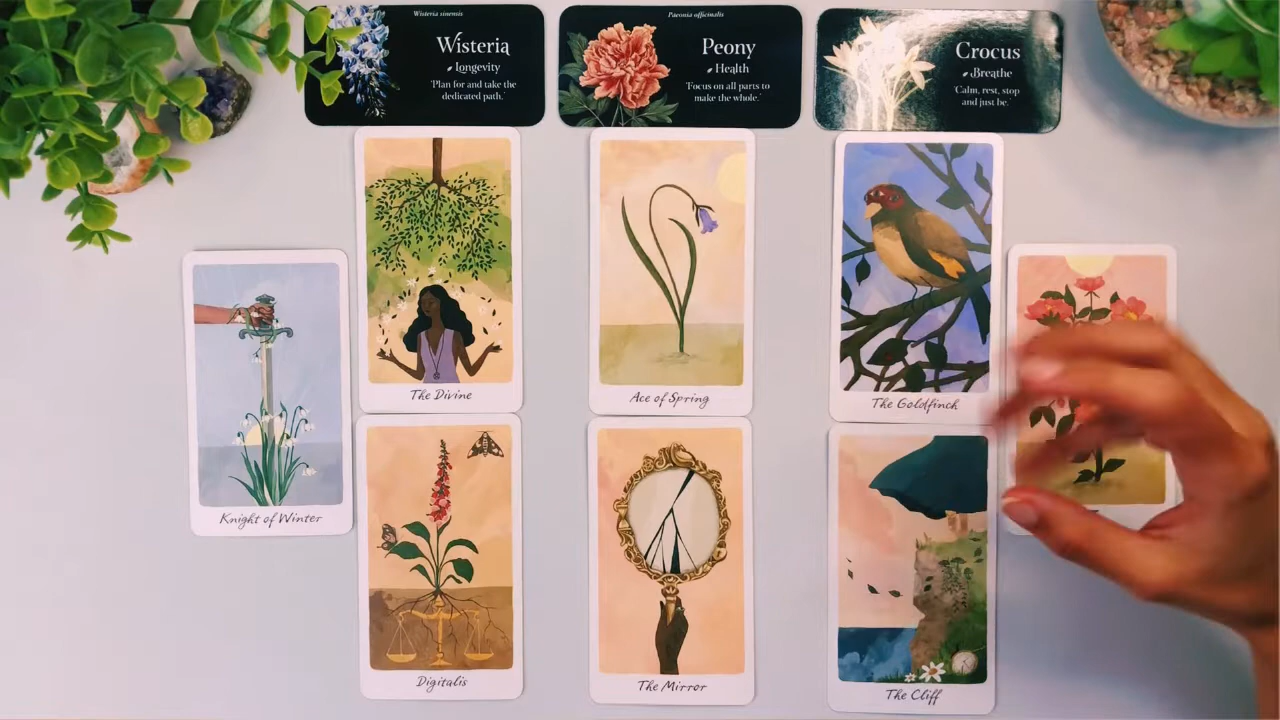 Wisteria sinensis
Wisteria
Longevity
'Plan for and take the
dedicated path.'
Paeonia officinalis
Peony
Health
'Focus on all parts to
make the whole.'
Crocus
Breathe
'Calm, rest, stop
and just be.'
The Divine
Ace of Spring
The Goldfinch
Knight of Winter
Digitalis
The Mirror
The Cliff